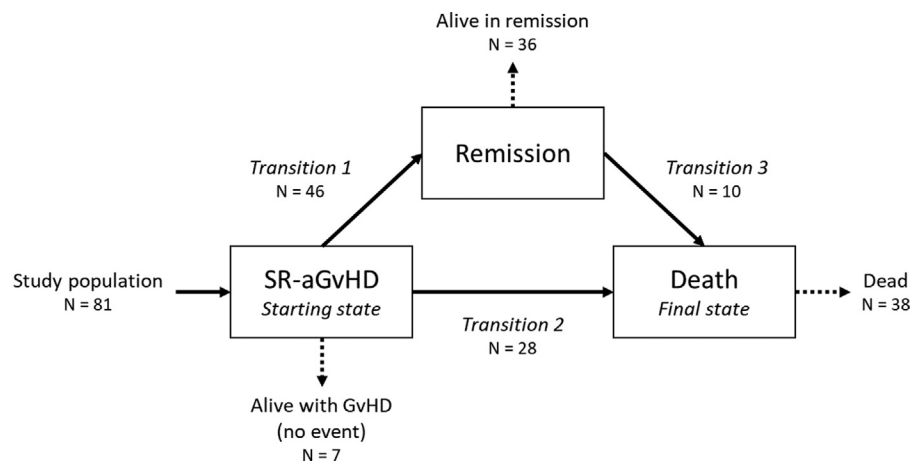 Alive in remission
N = 36
Remission
Transition 1
N = 46
Transition 3
N = 10
Study population
N = 81
SR-aGvHD
Starting state
Transition 2
N = 28
Death
Final state
Dead
N = 38
Alive with GvHD
(no event)
N = 7